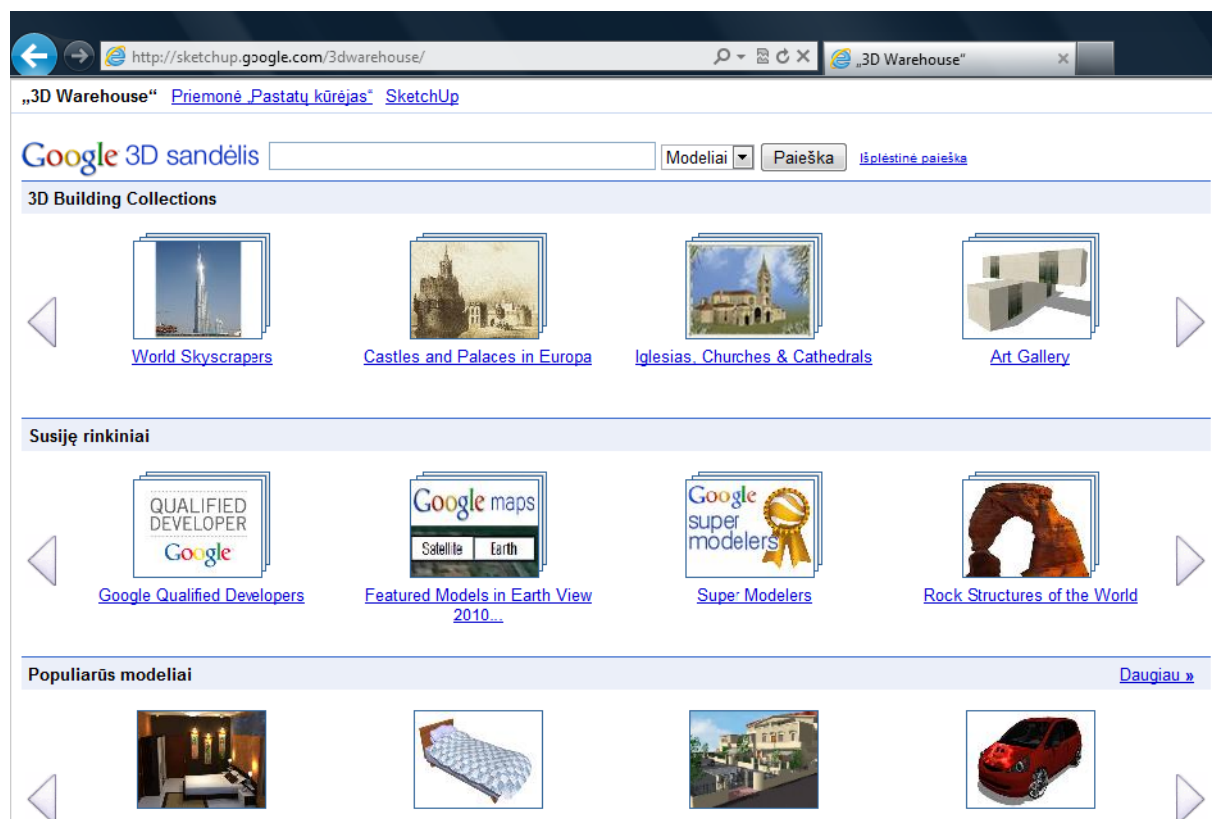 http://sketchup.google.com/3dwarehouse/
„3D Warehouse“
„3D Warehouse“ Priemonė „Pastatų kūrėjas“ SketchUp
Google 3D sandėlis Modeliai Paieška Išplėstinė paieška
3D Building Collections
World Skyscrapers Castles and Palaces in Europa Iglesias, Churches & Cathedrals Art Gallery
Susiję rinkiniai
QUALIFIED
DEVELOPER
Google
Google maps
Satellite Earth
Google
super
modelers
Google Qualified Developers Featured Models in Earth View Super Modelers Rock Structures of the World
2010...
Populiarūs modeliai Daugiau »